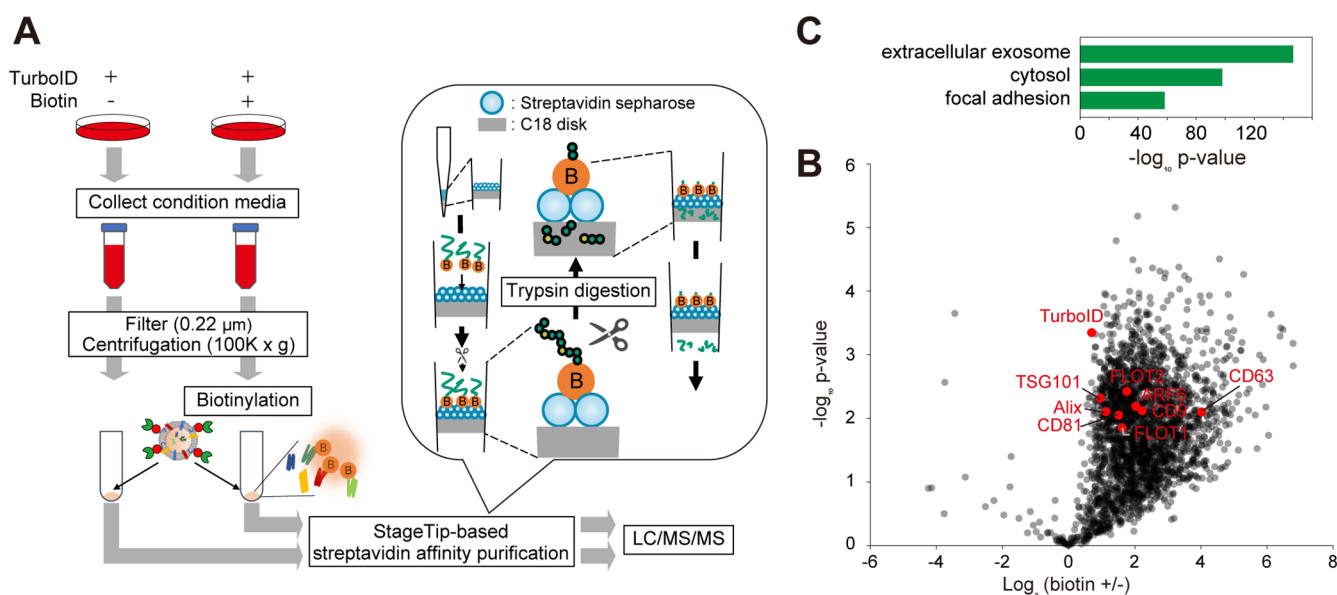 A
TurboID + +
Biotin - +
Collect condition media
Filter (0.22 µm)
Centrifugation (100K x g)
Biotinylation
B
B
B
B
StageTip-based
streptavidin affinity purification
LC/MS/MS
: Streptavidin sepharose
: C18 disk
B
B B B
B B B
Trypsin digestion
B B B
B B B
B
C
extracellular exosome
cytosol
focal adhesion
0 40 80 120
-log₁₀ p-value
B
6
5
4
3
2
1
0
-log₁₀ p-value
TurboID
TSG101
FLOT2
CD63
ARF6
Alix
CD9
CD81
FLOT1
-6 -4 -2 0 2 4 6 8
Log₂ (biotin +/-)